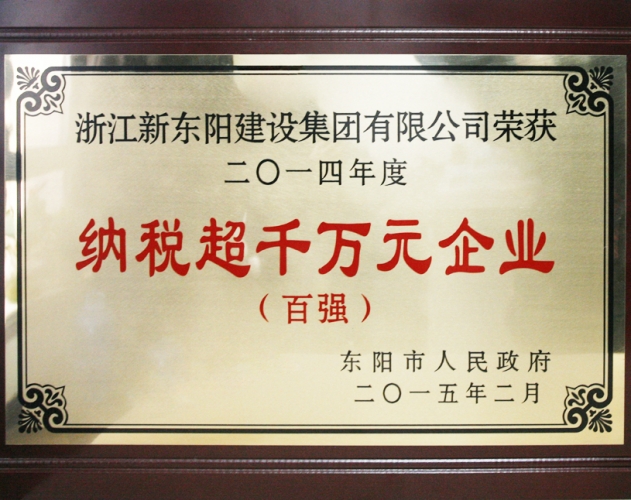 浙江新东阳建设集团有限公司荣获
二〇一四年度
纳税超千万元企业
（百强）
东阳市人民政府
二〇一五年二月